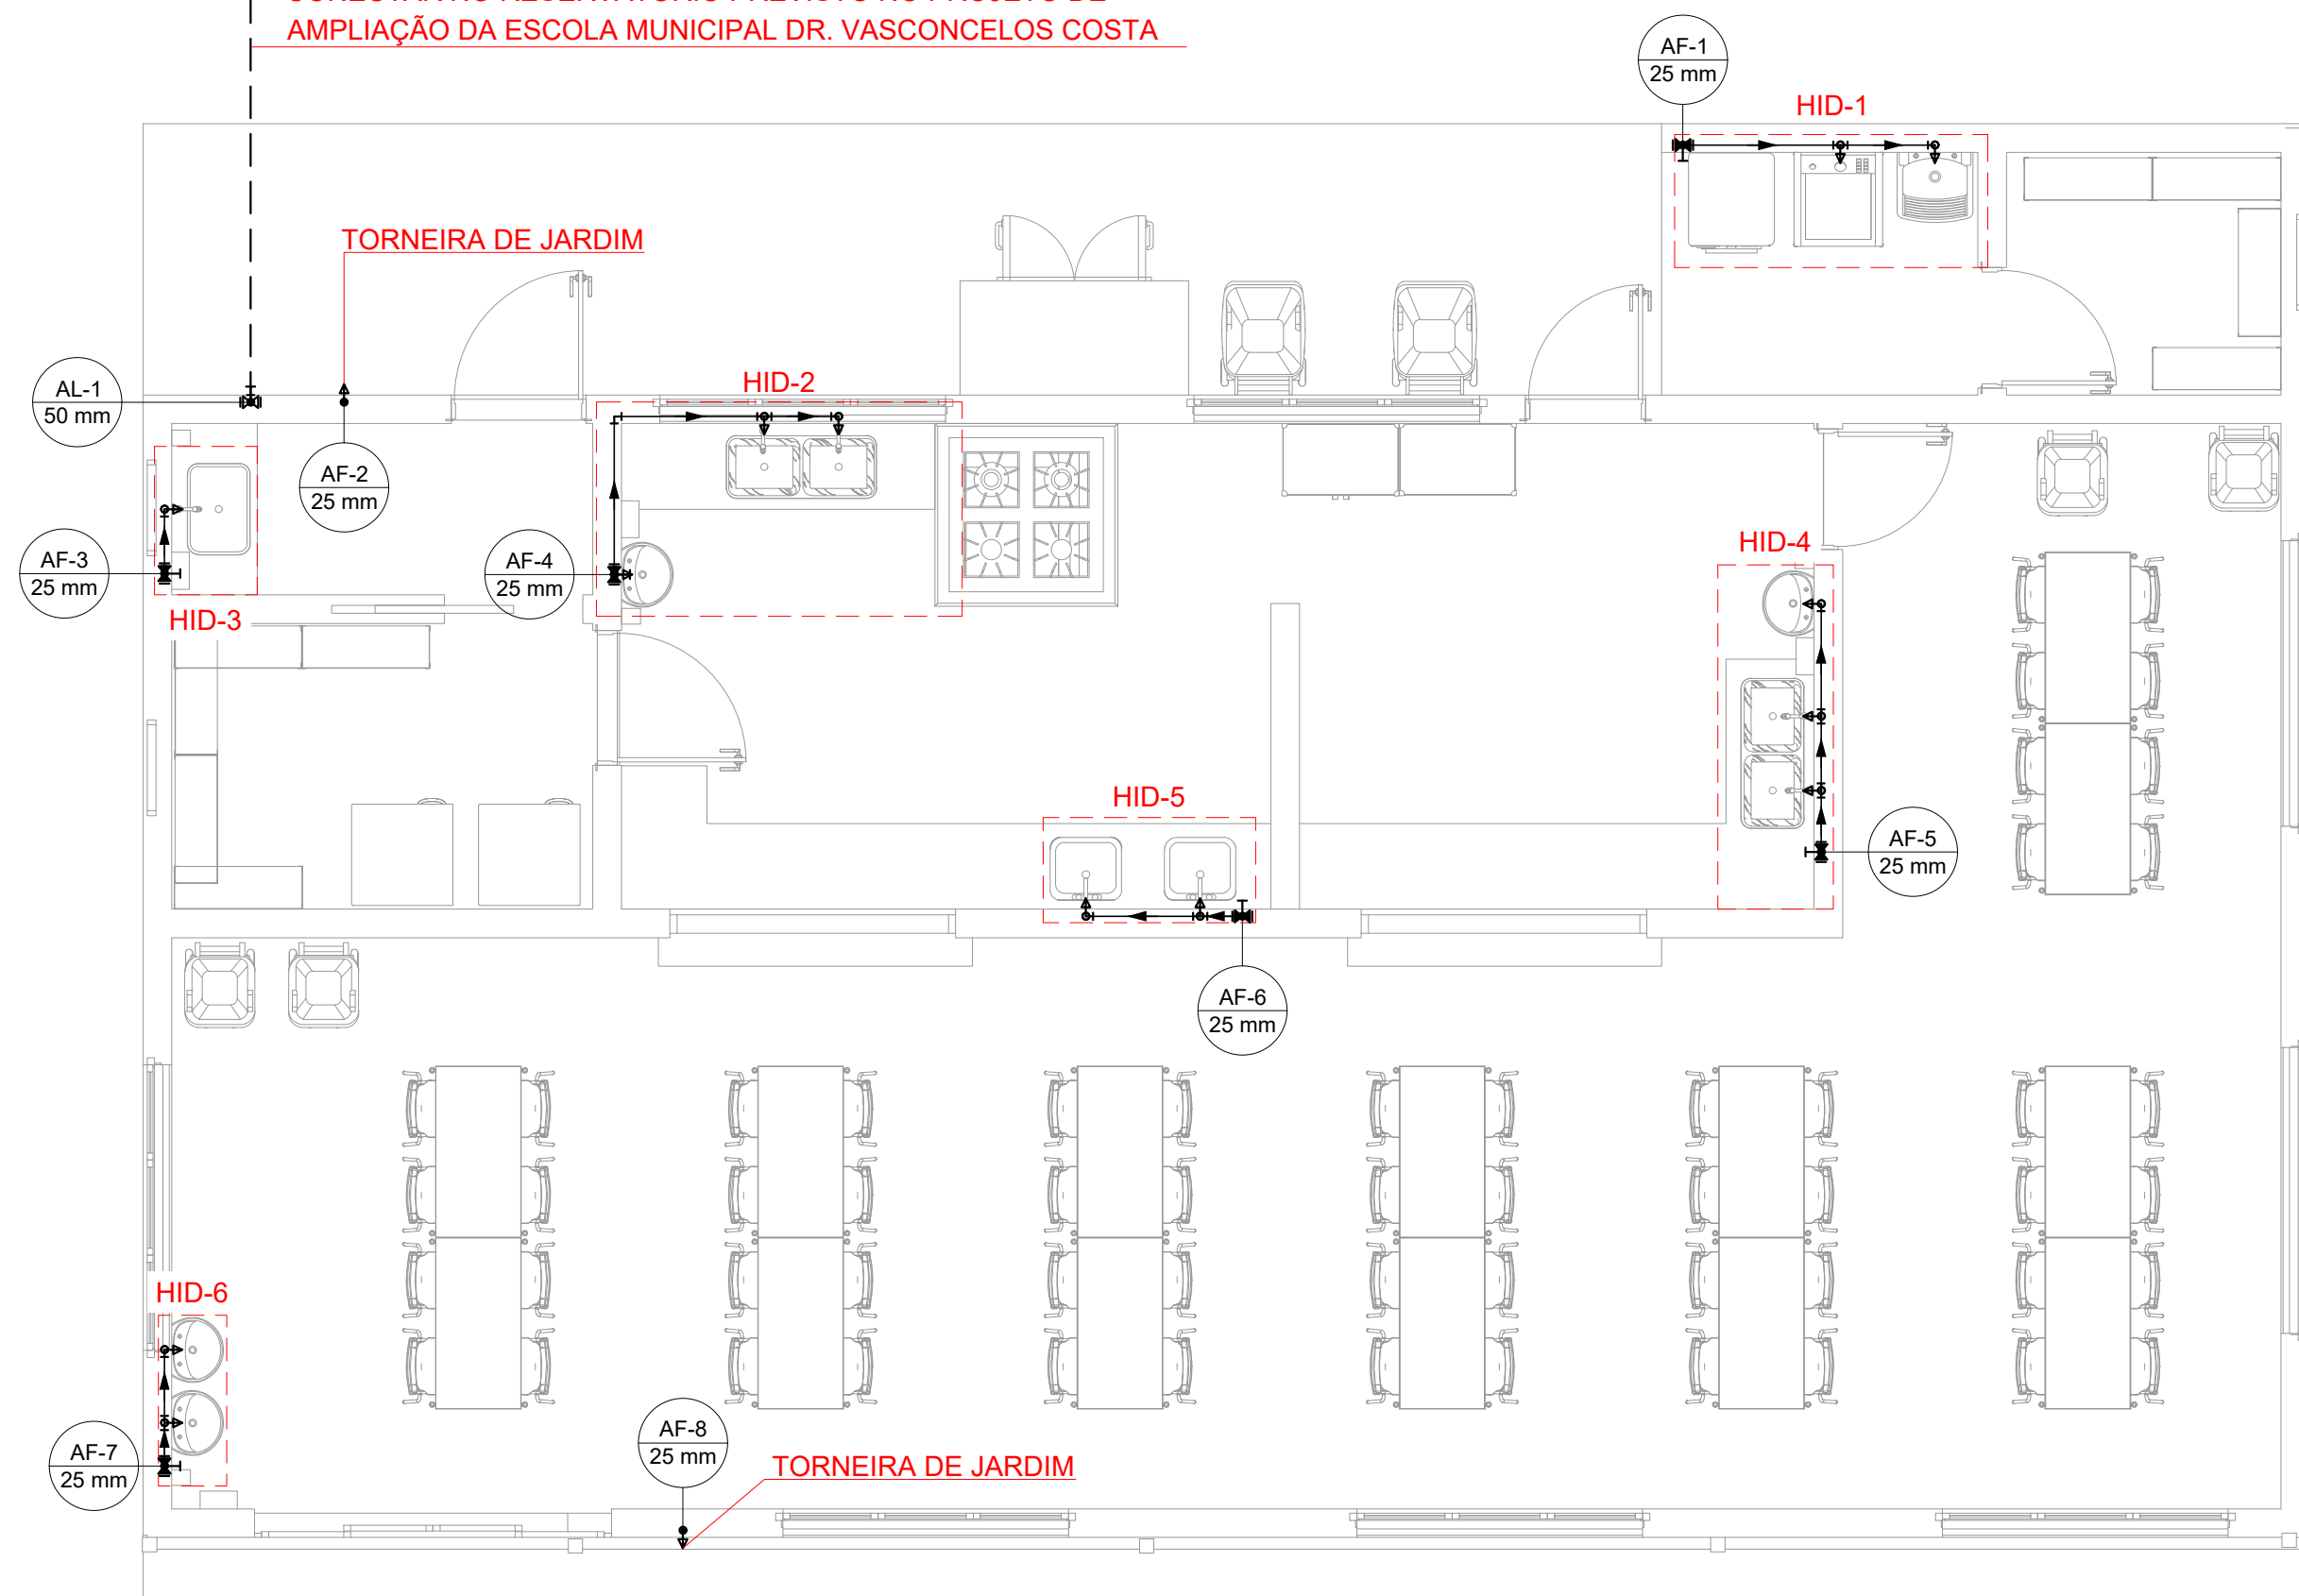 AMPLIAÇÃO DA ESCOLA MUNICIPAL DR. VASCONCELOS COSTA
AF-1
25 mm
HID-1
TORNEIRA DE JARDIM
AL-1
50 mm
HID-2
AF-2
25 mm
AF-3
25 mm
AF-4
25 mm
HID-4
HID-3
HID-5
AF-5
25 mm
AF-6
25 mm
HID-6
AF-7
25 mm
AF-8
25 mm
TORNEIRA DE JARDIM